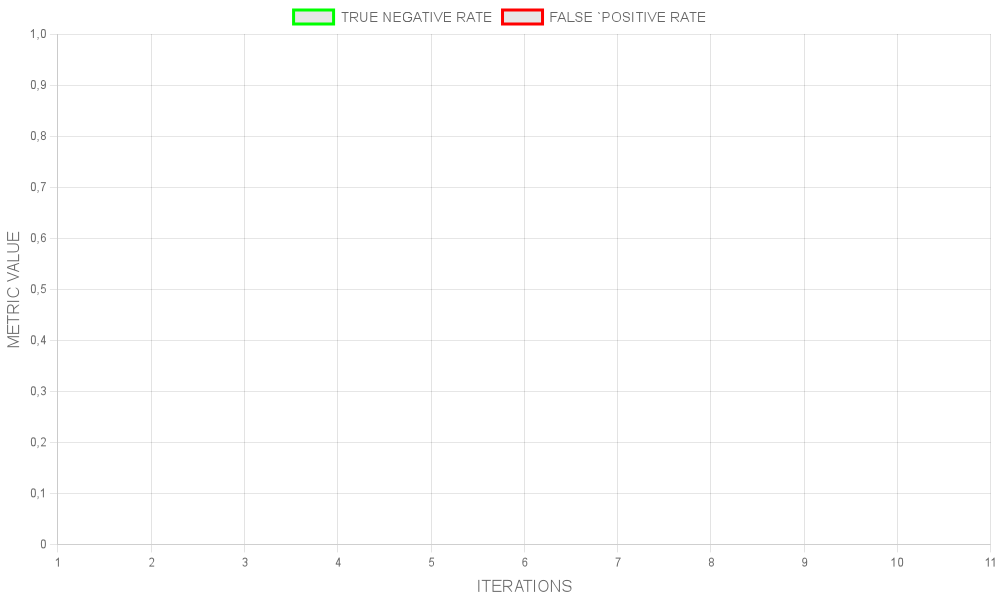 TRUE NEGATIVE RATE FALSE `POSITIVE RATE
1,0
0,9
0,8
0,7
0,6
0,5
0,4
0,3
0,2
0,1
0
METRIC VALUE
1 2 3 4 5 6 7 8 9 10 11
ITERATIONS